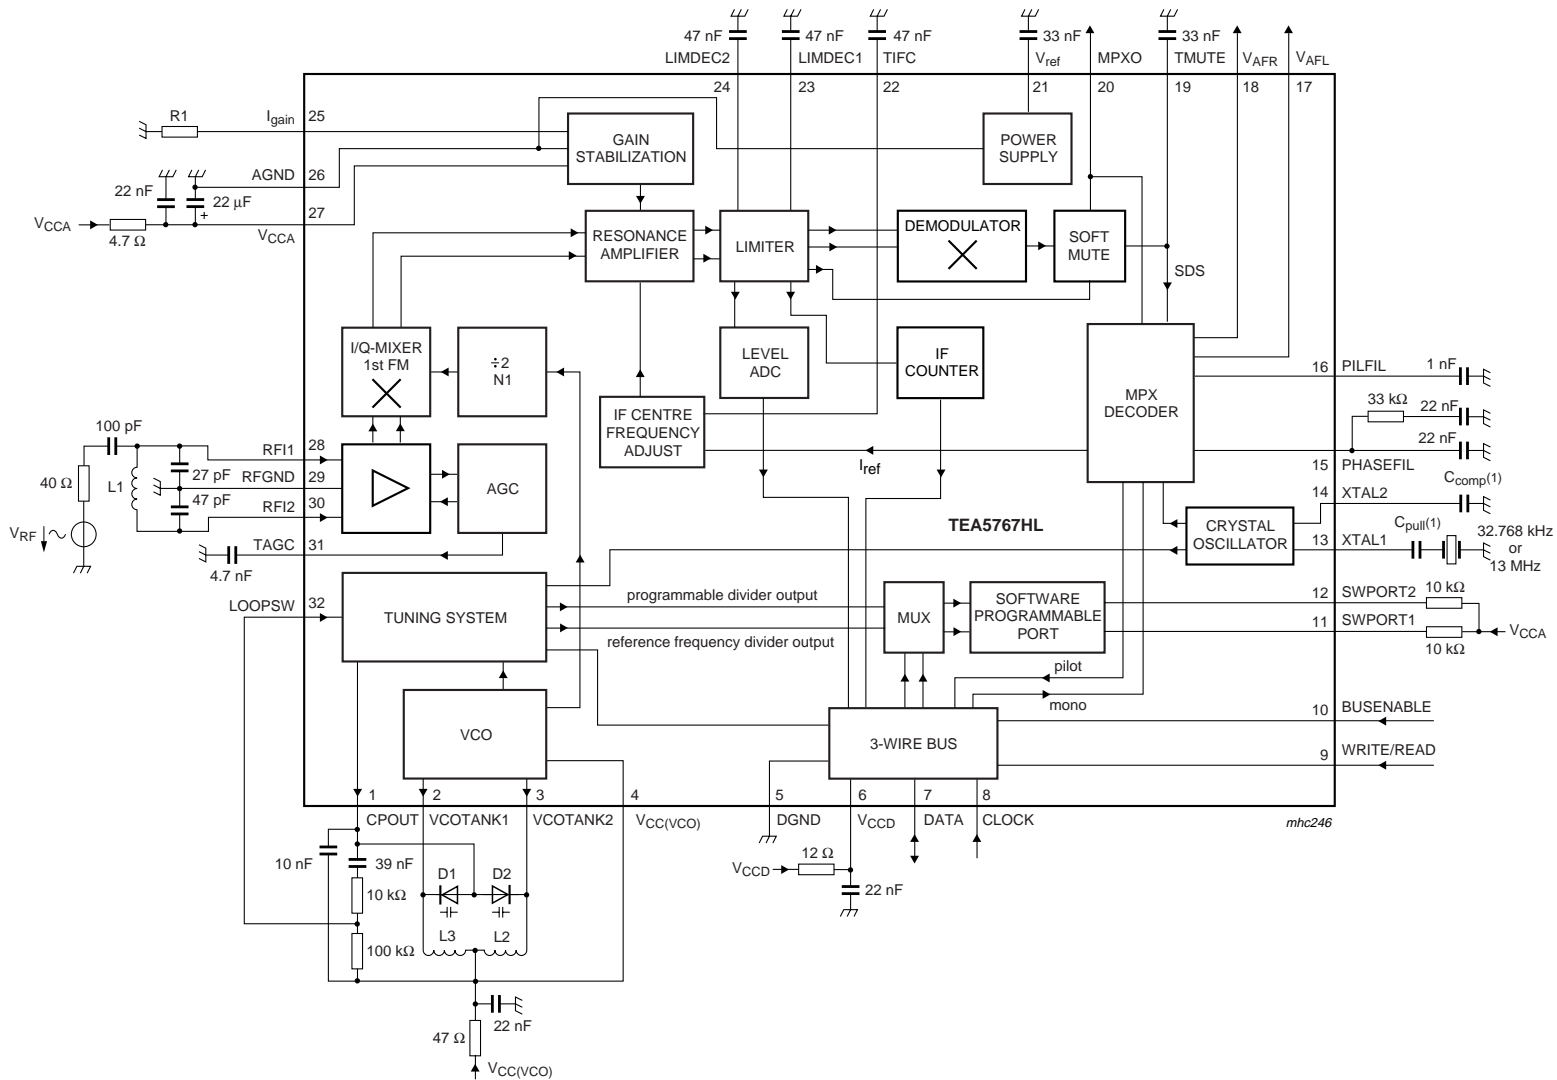 47 nF
47 nF
47 nF
33 nF
33 nF
LIMDEC2
LIMDEC1
TIFC
Vref
MPXO
TMUTE
VAFR
VAFL
24
23
22
21
20
19
18
17
R1
Igain
25
GAIN
STABILIZATION
POWER
SUPPLY
AGND
26
22 nF
22 µF
+
VCCA
4.7 Ω
27
VCCA
RESONANCE
AMPLIFIER
LIMITER
DEMODULATOR
SOFT
MUTE
SDS
I/Q-MIXER
1st FM
÷2
N1
LEVEL
ADC
IF
COUNTER
MPX
DECODER
16
PILFIL
1 nF
33 kΩ
22 nF
22 nF
15
PHASEFIL
IF CENTRE
FREQUENCY
ADJUST
Iref
100 pF
RFI1
28
27 pF
RFGND
29
40 Ω
L1
47 pF
RFI2
30
VRF
AGC
TAGC
31
4.7 nF
TEA5767HL
Ccomp(1)
14
XTAL2
CRYSTAL
OSCILLATOR
Cpull(1)
13
XTAL1
32.768 kHz
or
13 MHz
LOOPSW
32
TUNING SYSTEM
programmable divider output
reference frequency divider output
MUX
SOFTWARE
PROGRAMMABLE
PORT
12
SWPORT2
10 kΩ
11
SWPORT1
10 kΩ
VCCA
pilot
mono
VCO
3-WIRE BUS
10
BUSENABLE
9
WRITE/READ
1
2
3
4
5
6
7
8
CPOUT
VCOTANK1
VCOTANK2
VCC(VCO)
DGND
VCCD
DATA
CLOCK
mhc246
10 nF
39 nF
10 kΩ
D1
D2
L3
L2
100 kΩ
VCCD
12 Ω
22 nF
22 nF
47 Ω
VCC(VCO)